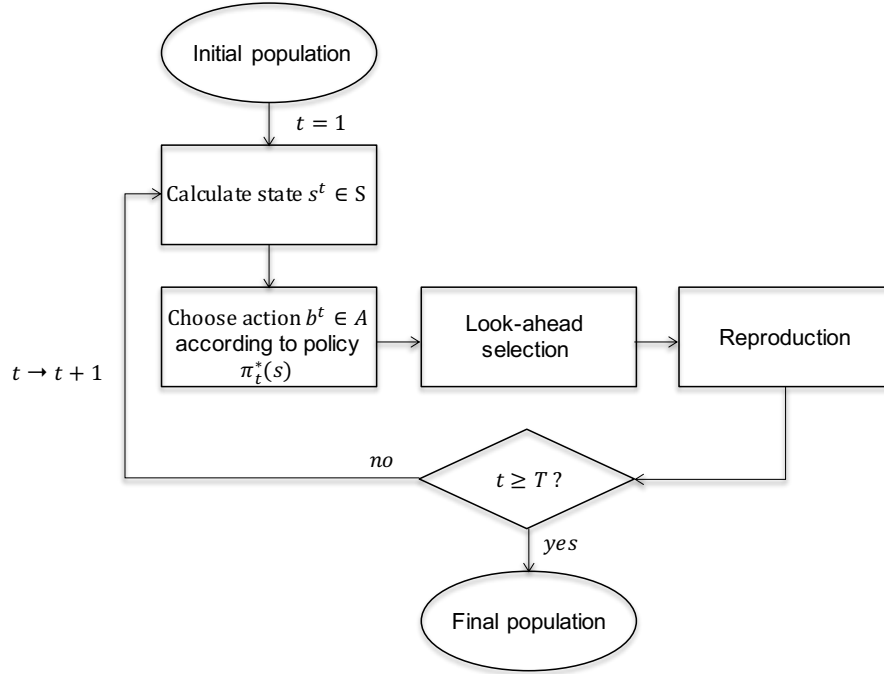 Initial population
t = 1
Calculate state s^t ∈ S
Choose action b^t ∈ A
according to policy
π_t^*(s)
Look-ahead
selection
Reproduction
t → t + 1
no
t ≥ T ?
yes
Final population